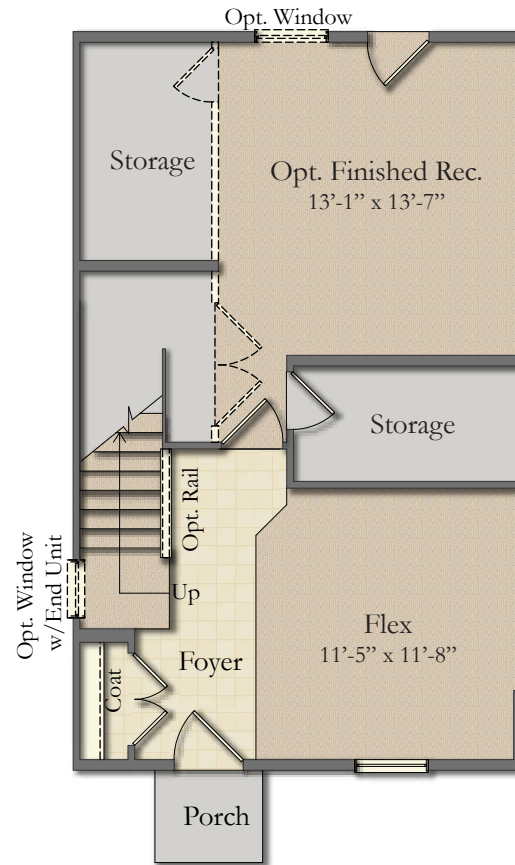 Opt. Window
Storage
Opt. Finished Rec.
13’-1” x 13’-7”
Storage
Opt. Rail
Opt. Window
w/End Unit
Up
Flex
11’-5” x 11’-8”
Foyer
Coat
Porch